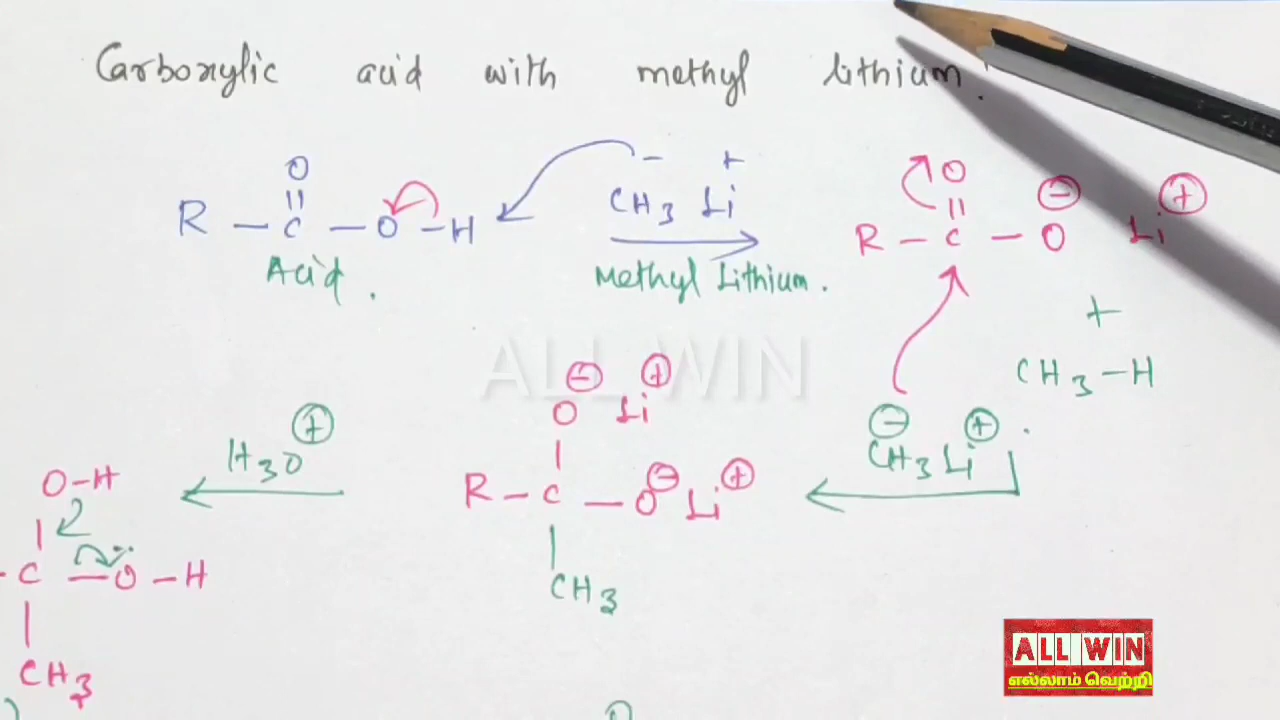 Carboxylic acid with methyl lithium.
O
R - C - O - H
Acid.
- +
CH3 Li
Methyl Lithium.
O ⊖ ⊕
R - C - O Li
+
CH3 - H
⊖ ⊕
CH3 Li
⊖ ⊕
O Li
R - C - O⊖ Li⊕
CH3
H3O⊕
O-H
- C - O - H
CH3
ALL WIN
ALL WIN
எல்லாம் வெற்றி